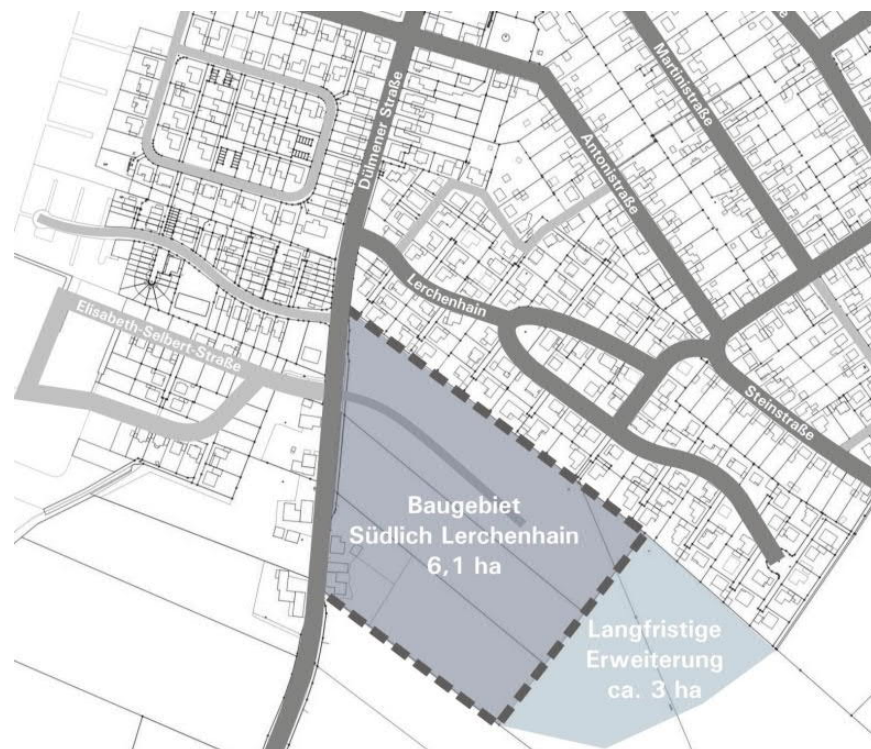 Dülmener Straße
Martinistraße
Antonistraße
Lerchenhain
Elisabeth-Selbert-Straße
Steinstraße
Baugebiet
Südlich Lerchenhain
6,1 ha
Langfristige
Erweiterung
ca. 3 ha